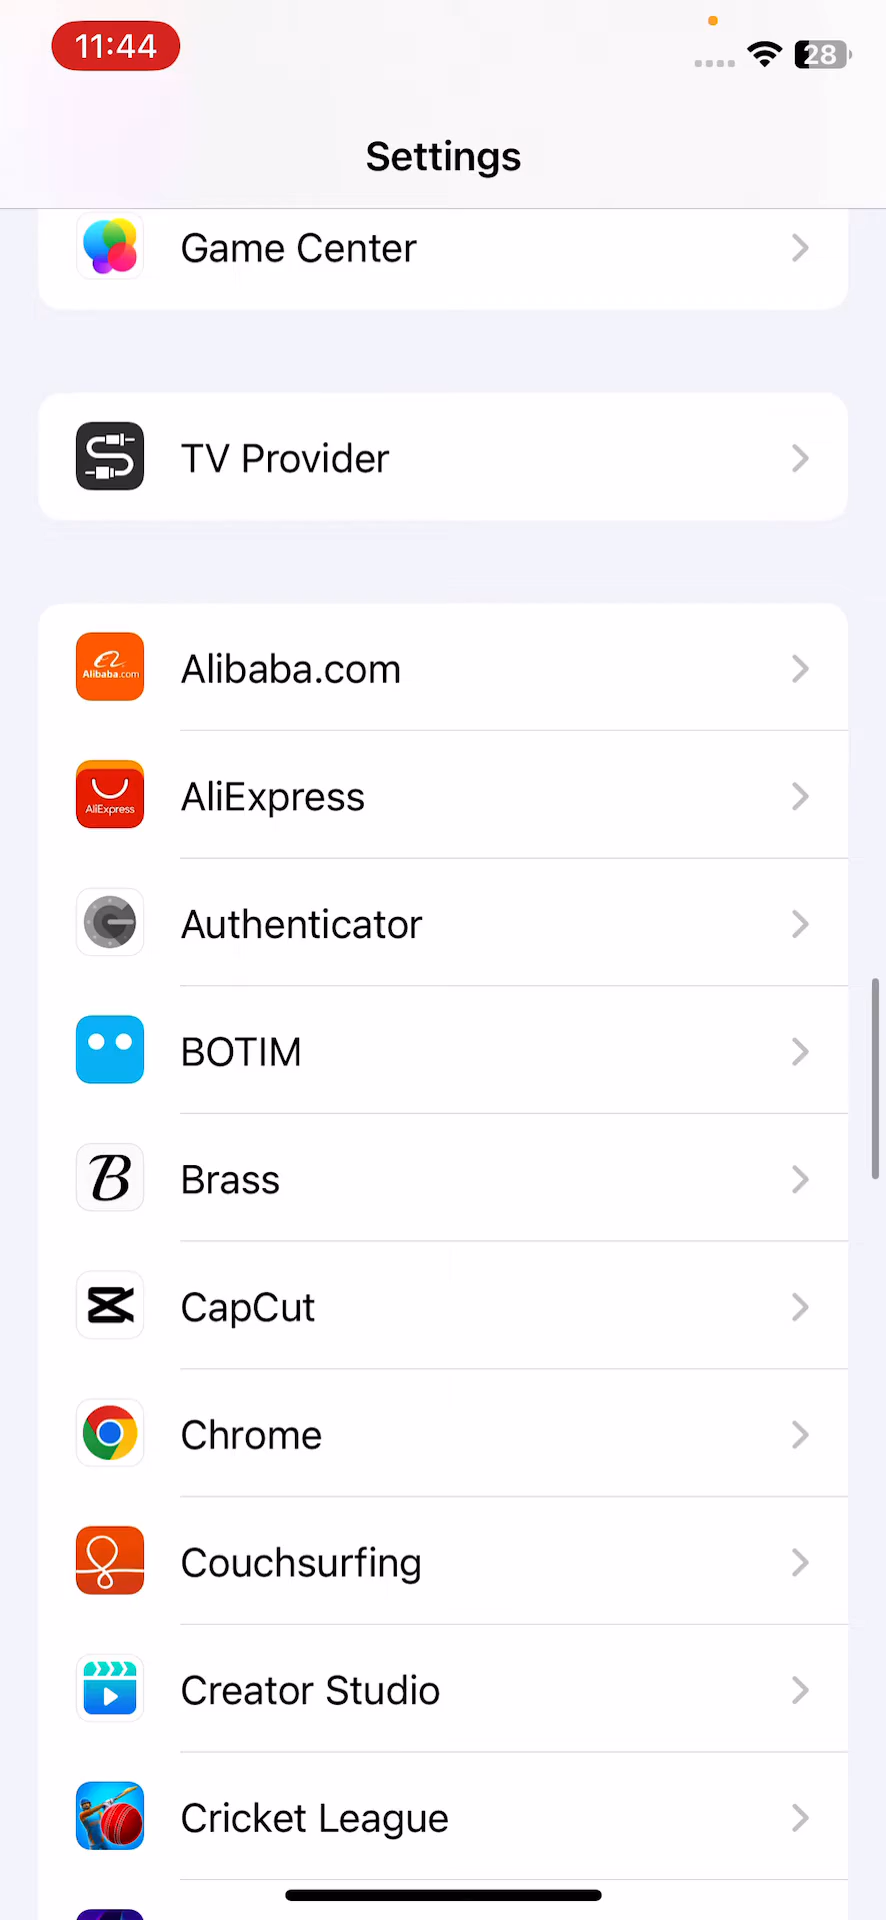 11:44
28
Settings
Game Center
TV Provider
Alibaba.com
Alibaba.com
AliExpress
AliExpress
Authenticator
BOTIM
B
Brass
CapCut
Chrome
Couchsurfing
Creator Studio
Cricket League